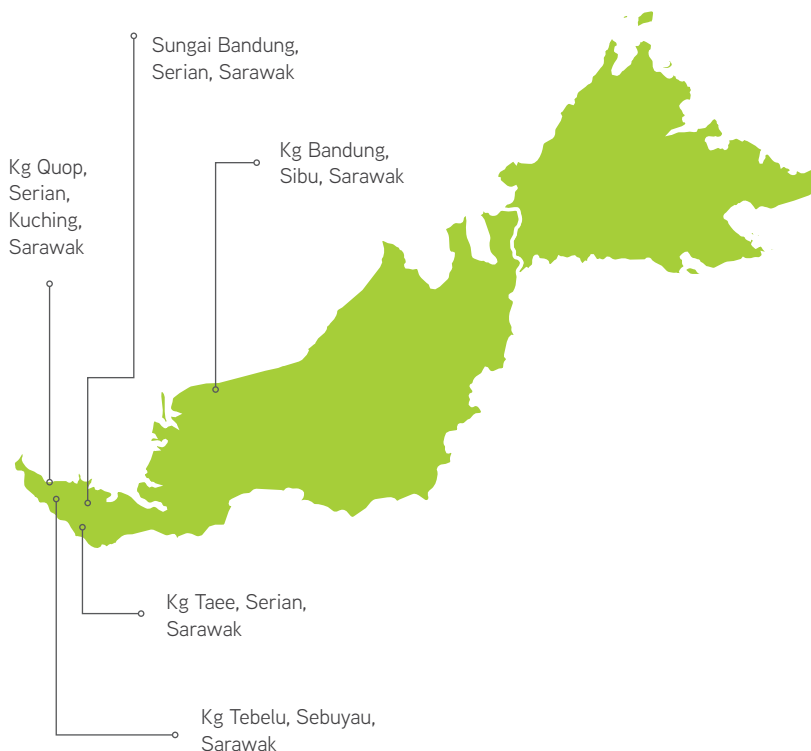 Sungai Bandung,
Serian, Sarawak
Kg Bandung,
Sibu, Sarawak
Kg Quop,
Serian,
Kuching,
Sarawak
Kg Taee, Serian,
Sarawak
Kg Tebelu, Sebuyau,
Sarawak